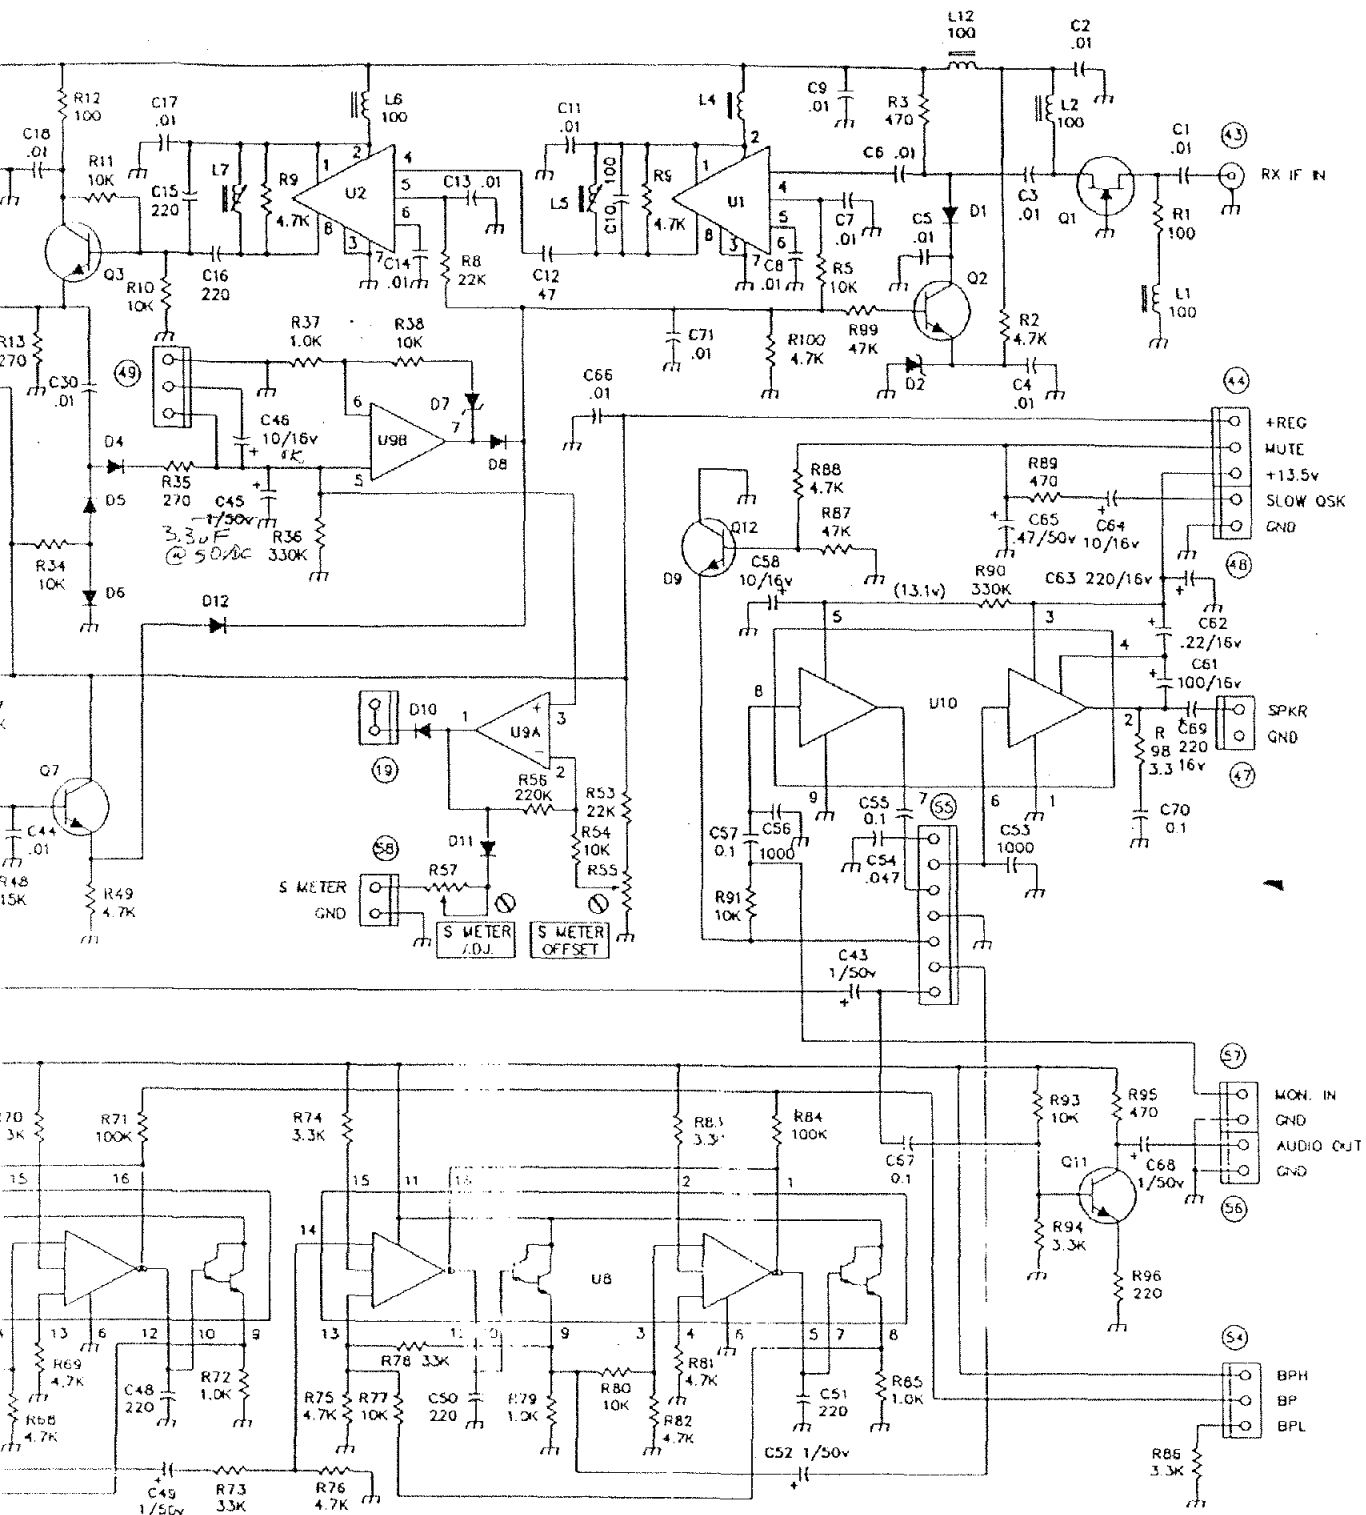 L12
100
C2
.01
R12
100
C17
.01
L6
100
C11
.01
L4
C9
.01
R3
470
L2
100
C1
.01
43
C18
.01
R11
10K
C15
220
L7
R9
4.7K
1
2
U2
4
5
6
8
3
7
C13 .01
L5
C10 100
R6
4.7K
1
2
U1
4
5
6
8
3
7
C6 .01
C7
.01
C5
.01
D1
C3
.01
Q1
R1
100
RX IF IN
Q3
C16
220
R10
10K
C14
.01
R8
22K
C12
47
C8
.01
R5
10K
Q2
L1
100
R13
270
49
R37
1.0K
R38
10K
C71
.01
R100
4.7K
R99
47K
D2
R2
4.7K
C4
.01
C30
.01
C46
10/16v
6
U9B
7
5
D7
D8
C66
.01
44
+REG
MUTE
+13.5v
SLOW QSK
GND
48
D4
R35
270
D5
C45
1/50v
3.3uF
@ 50VDC
R36
330K
R88
4.7K
R87
47K
R89
470
C65
.47/50v
C64
10/16v
Q12
D9
R34
10K
D6
D12
C58
10/16v
(13.1v)
R90
330K
C63 220/16v
5
3
4
C62
.22/16v
C61
100/16v
8
U10
2
D10
1
U9A
+
-
3
2
19
SPKR
GND
47
R
98
3.3
C69
220
16v
Q7
C44
.01
R48
15K
R49
4.7K
R56
220K
R53
22K
R54
10K
R55
D11
58
R57
S METER
GND
S METER
ADJ.
S METER
OFFSET
9
7
6
1
C57
0.1
C56
1000
C55
0.1
55
C54
.047
C53
1000
C70
0.1
R91
10K
C43
1/50v
57
MON. IN
GND
AUDIO OUT
GND
56
R70
3K
R71
100K
R74
3.3K
R83
3.3K
R84
100K
R93
10K
R95
470
C67
0.1
Q11
C68
1/50v
R94
3.3K
R96
220
15
16
15
11
2
1
14
U8
13
6
12
10
9
13
9
3
4
6
5
7
8
R69
4.7K
R68
4.7K
C48
220
R72
1.0K
R78 33K
R75
4.7K
R77
10K
C50
220
R79
1.0K
R80
10K
R81
4.7K
R82
4.7K
C51
220
R85
1.0K
54
BPH
BP
BPL
R86
3.3K
C49
1/50v
R73
33K
R76
4.7K
C52 1/50v